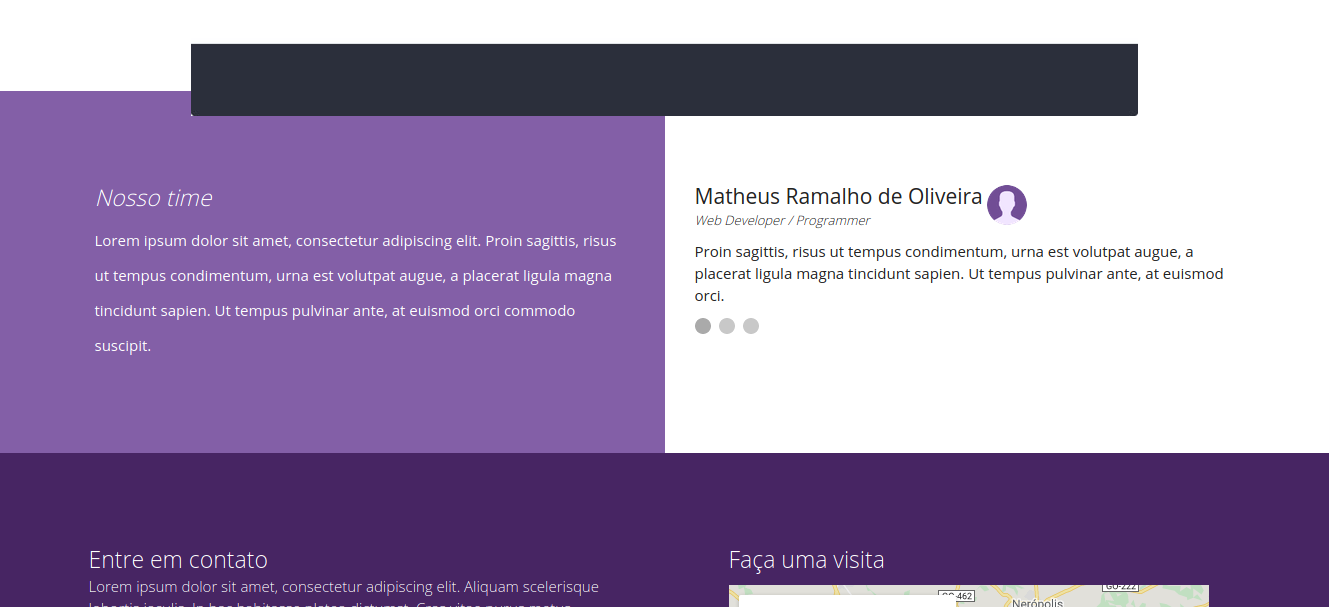 Nosso time
Lorem ipsum dolor sit amet, consectetur adipiscing elit. Proin sagittis, risus
ut tempus condimentum, urna est volutpat augue, a placerat ligula magna
tincidunt sapien. Ut tempus pulvinar ante, at euismod orci commodo
suscipit.
Matheus Ramalho de Oliveira
Web Developer / Programmer
Proin sagittis, risus ut tempus condimentum, urna est volutpat augue, a
placerat ligula magna tincidunt sapien. Ut tempus pulvinar ante, at euismod
orci.
Entre em contato
Lorem ipsum dolor sit amet, consectetur adipiscing elit. Aliquam scelerisque
Faça uma visita
GO-222
462
Nerópolis